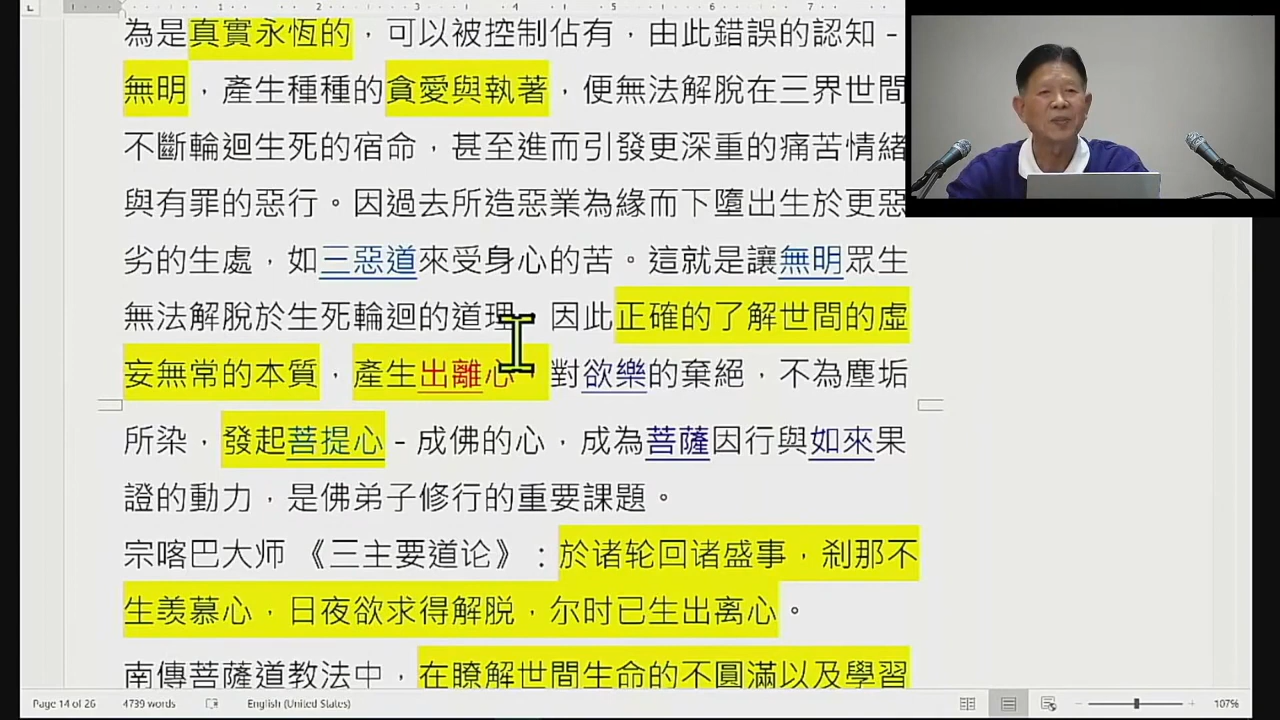 為是真實永恆的，可以被控制佔有，由此錯誤的認知－
無明，產生種種的貪愛與執著，便無法解脫在三界世間
不斷輪迴生死的宿命，甚至進而引發更深重的痛苦情緒
與有罪的惡行。因過去所造惡業為緣而下墮出生於更惡
劣的生處，如三惡道來受身心的苦。這就是讓無明眾生
無法解脫於生死輪迴的道理，因此正確的了解世間的虛
妄無常的本質，產生出離心，對欲樂的棄絕，不為塵垢
所染，發起菩提心－成佛的心，成為菩薩因行與如來果
證的動力，是佛弟子修行的重要課題。
宗喀巴大师《三主要道论》：於诸轮回诸盛事，剎那不
生羡慕心，日夜欲求得解脱，尔时已生出离心。
南傳菩薩道教法中，在瞭解世間生命的不圓滿以及學習
Page 14 of 26 4739 words English (United States) 107%